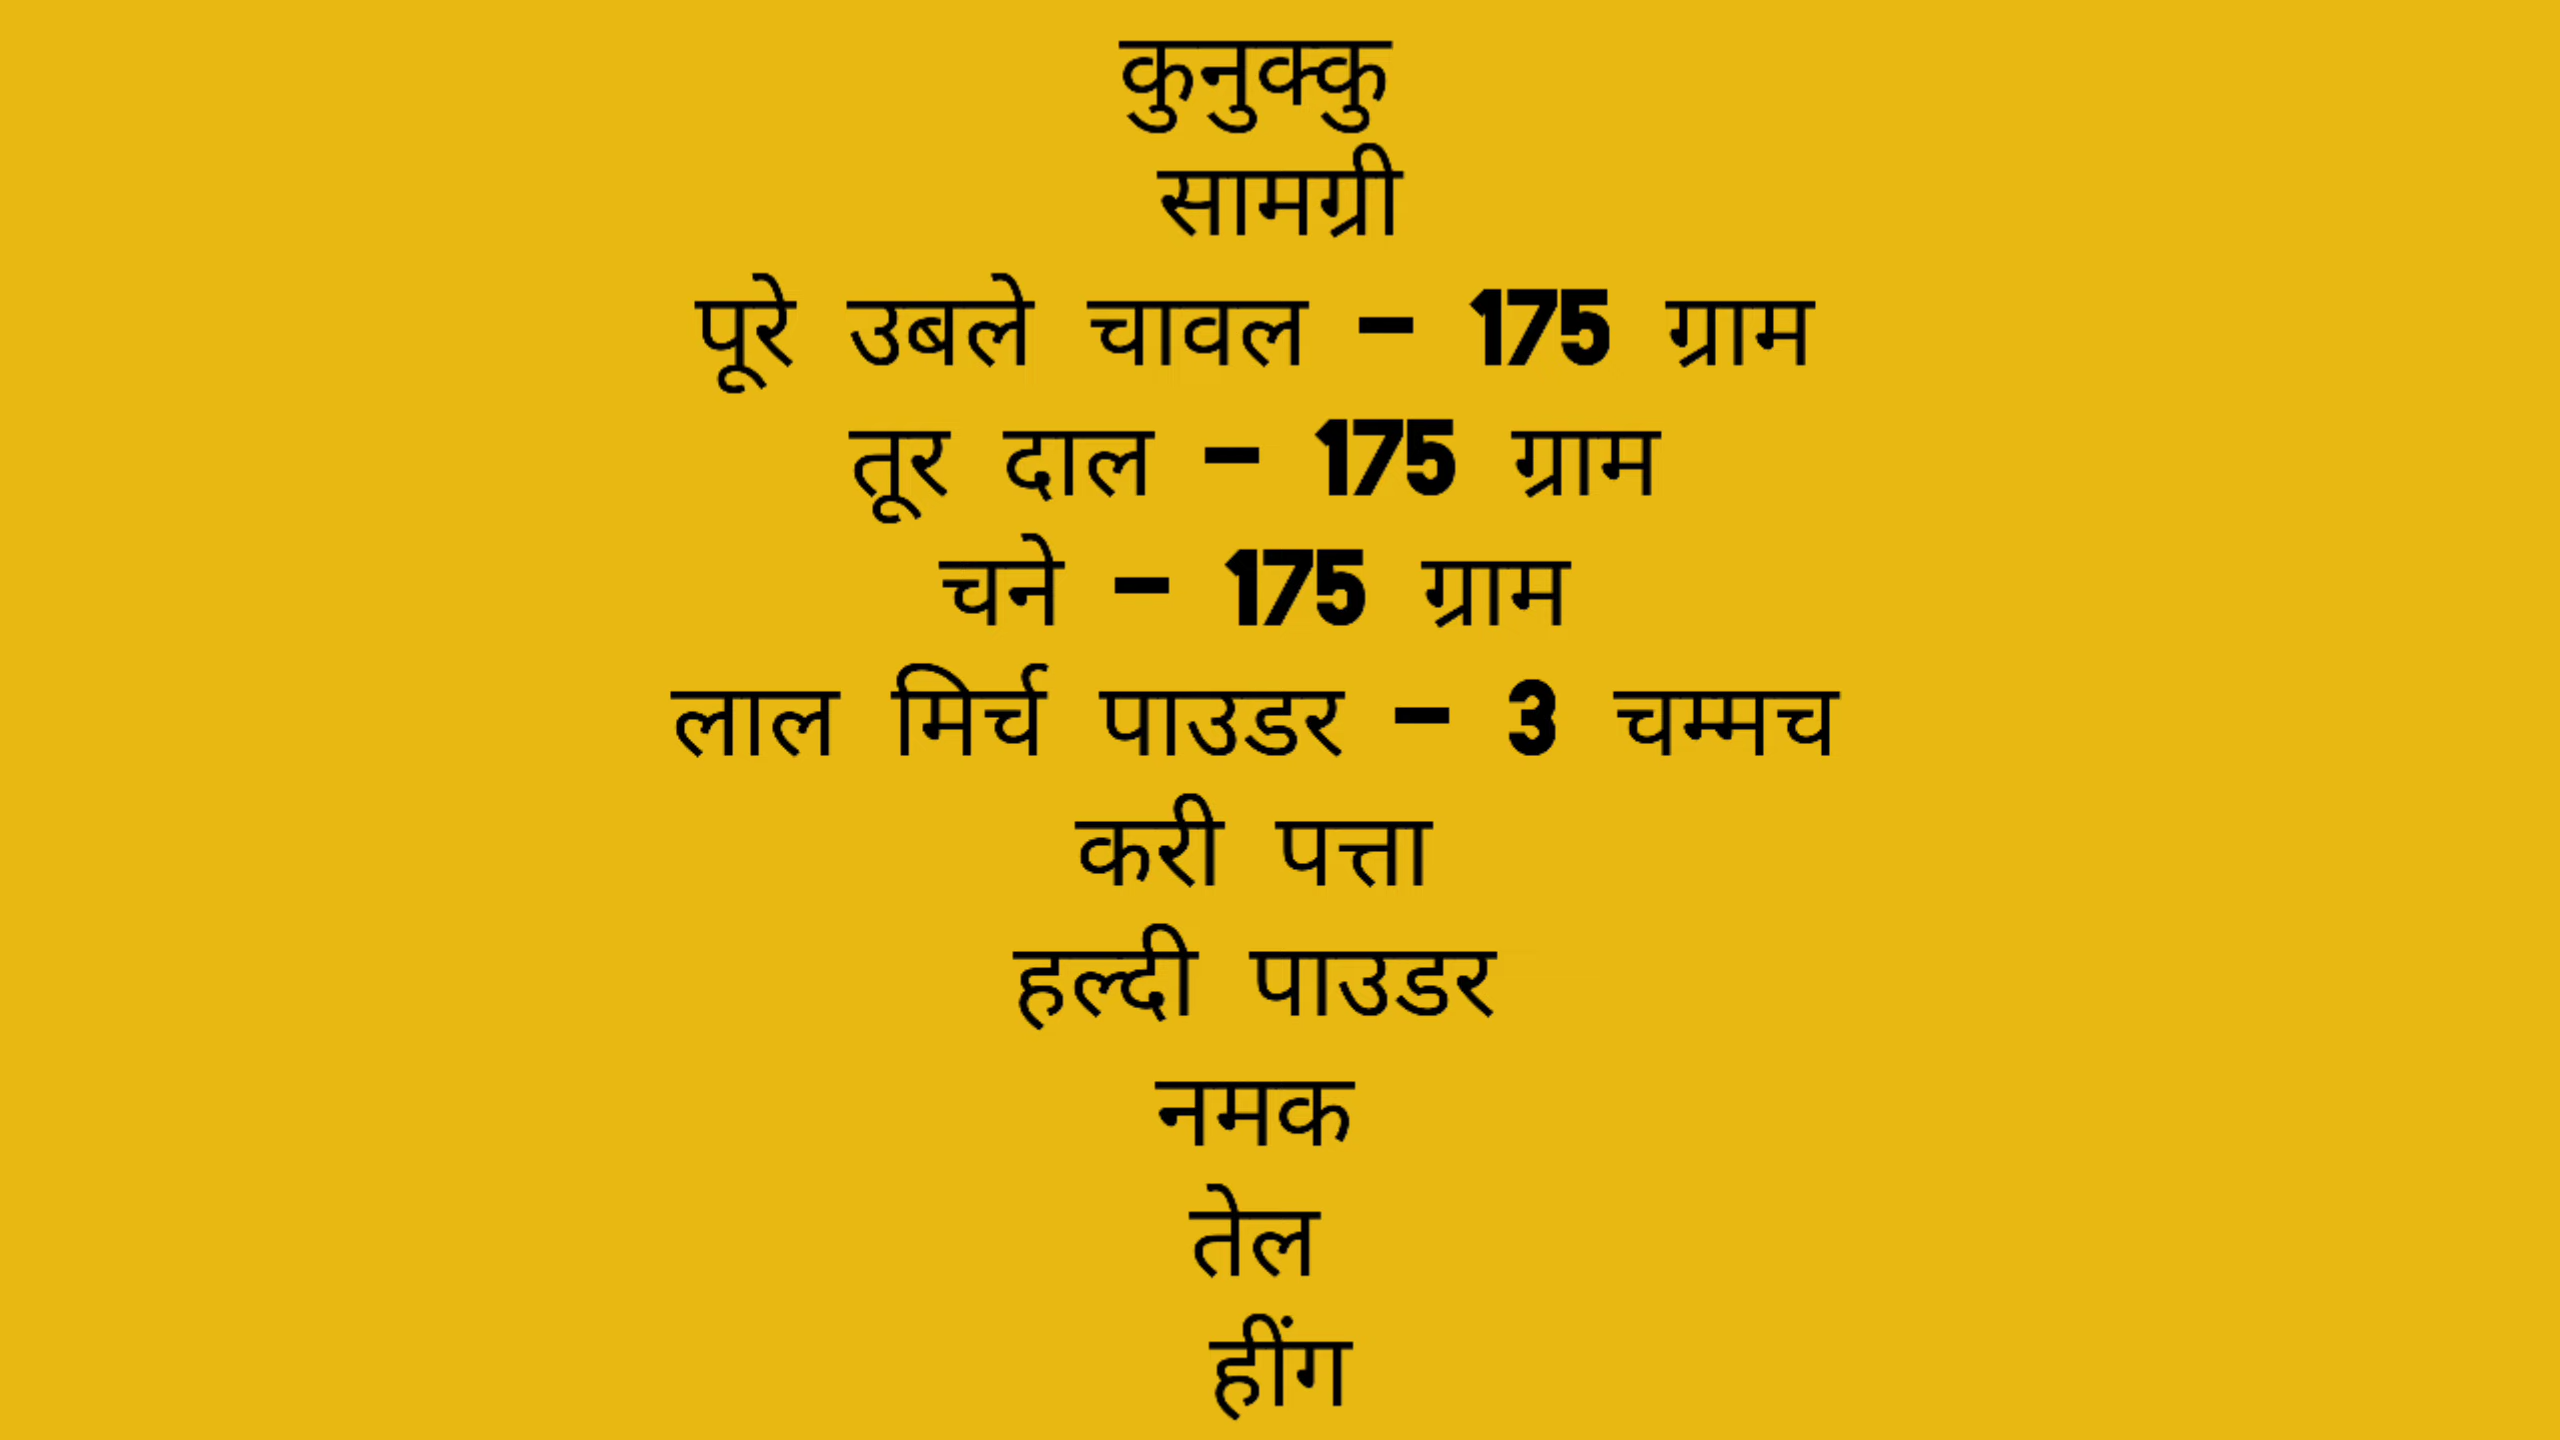 कुनुक्कु
सामग्री
पूरे उबले चावल - 175 ग्राम
तूर दाल - 175 ग्राम
चने - 175 ग्राम
लाल मिर्च पाउडर - 3 चम्मच
करी पत्ता
हल्दी पाउडर
नमक
तेल
हींग